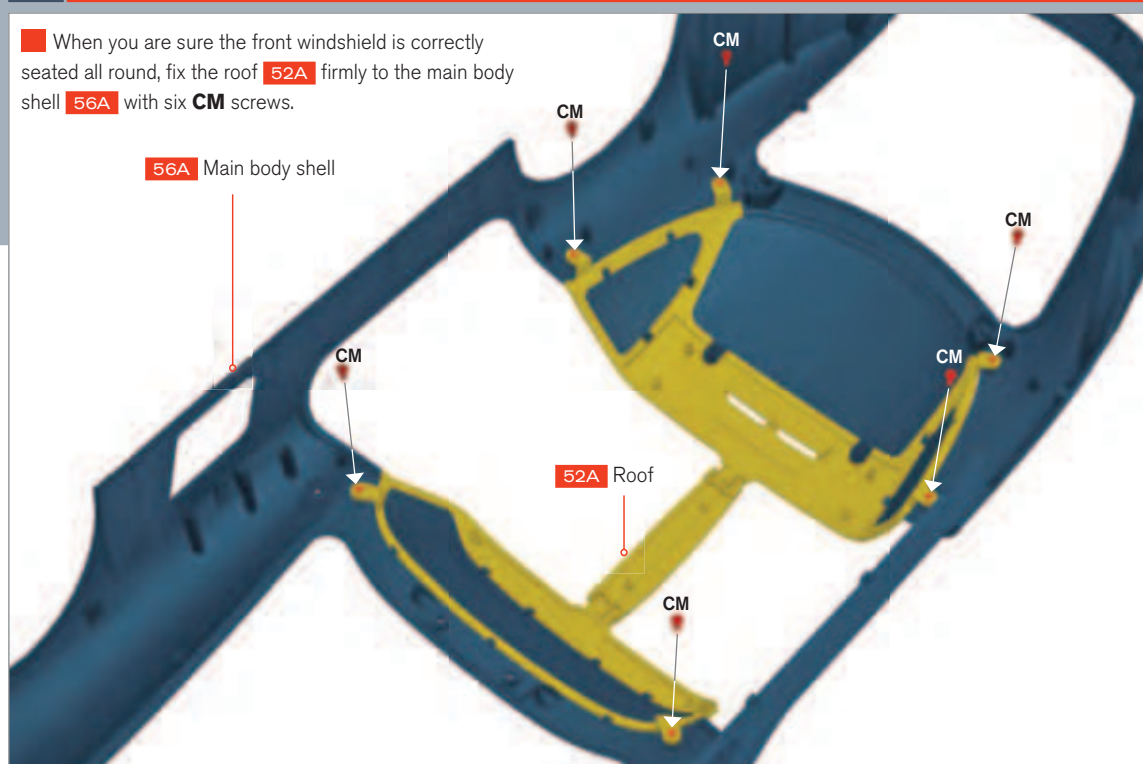 When you are sure the front windshield is correctly
seated all round, fix the roof 52A firmly to the main body
shell 56A with six CM screws.
CM
CM
56A Main body shell
CM
CM
CM
52A Roof
CM